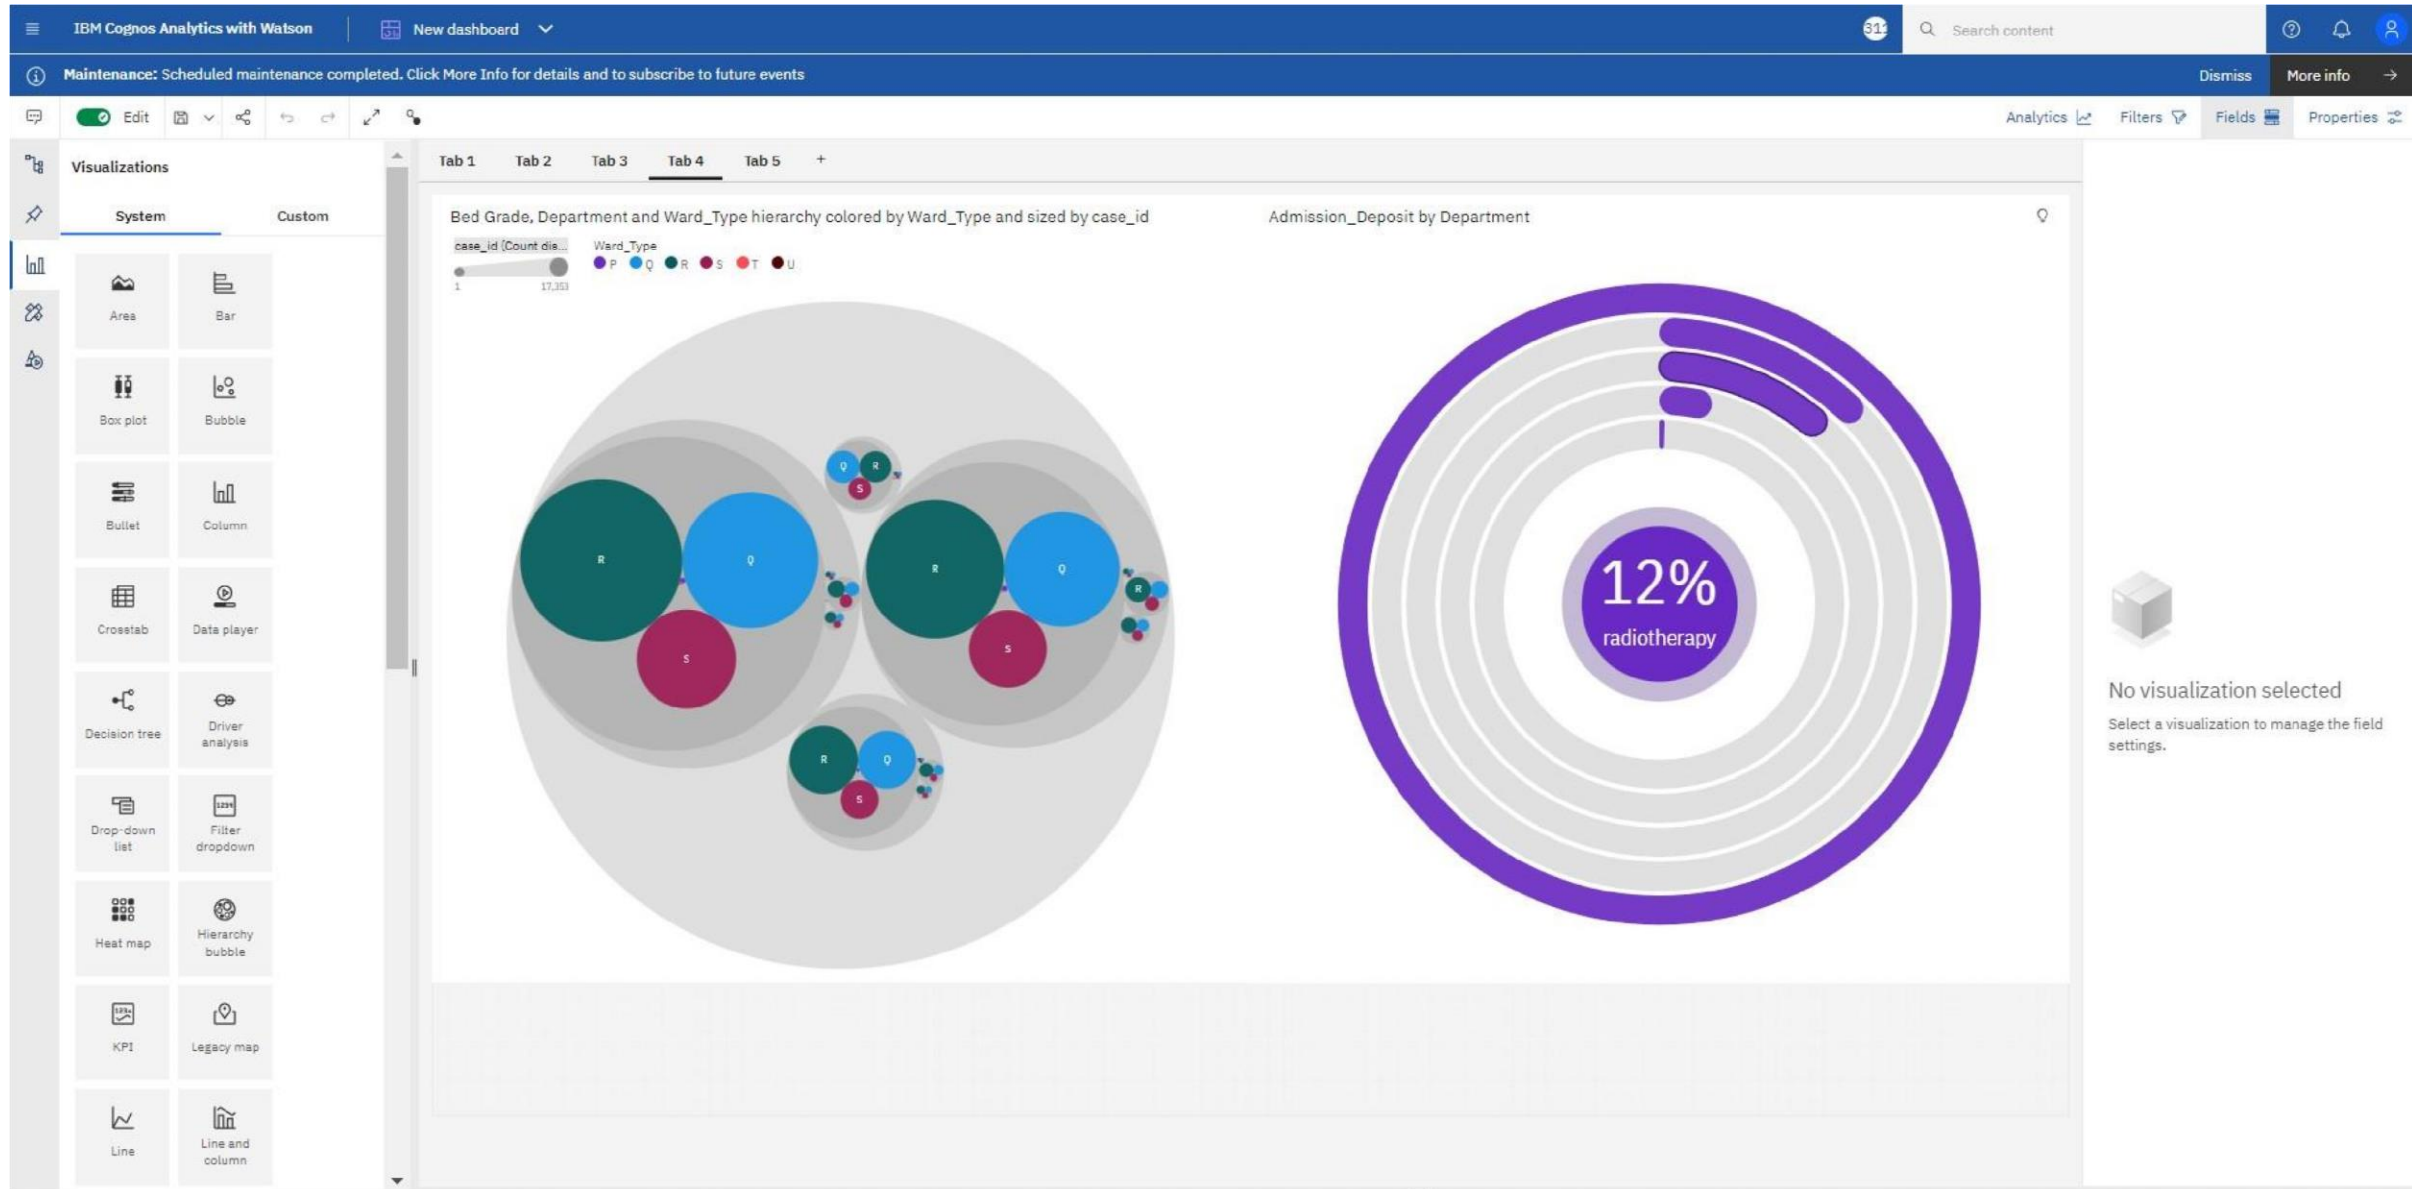 IBM Cognos Analytics with Watson
New dashboard
Search content
Maintenance: Scheduled maintenance completed. Click More Info for details and to subscribe to future events
Dismiss
More info
Edit
Analytics
Filters
Fields
Properties
Visualizations
System
Custom
Area
Bar
Box plot
Bubble
Bullet
Column
Crosstab
Data player
Decision tree
Driver
analysis
Drop-down
list
Filter
dropdown
Heat map
Hierarchy
bubble
KPI
Legacy map
Line
Line and
column
Tab 1
Tab 2
Tab 3
Tab 4
Tab 5
+
Bed Grade, Department and Ward_Type hierarchy colored by Ward_Type and sized by case_id
case_id (Count dis...
1
17,353
Ward_Type
P
Q
R
S
T
U
Q
R
S
R
Q
S
R
Q
S
R
R
Q
S
Admission_Deposit by Department
12%
radiotherapy
No visualization selected
Select a visualization to manage the field
settings.